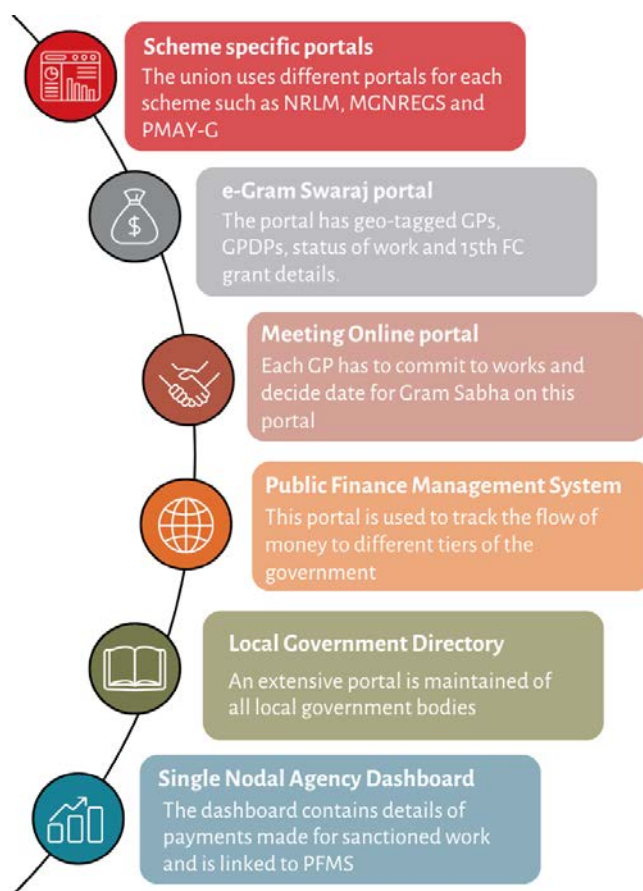 Scheme specific portals
The union uses different portals for each
scheme such as NRLM, MGNREGS and
PMAY-G
e-Gram Swaraj portal
The portal has geo-tagged GPs,
GPDPs, status of work and 15th FC
grant details.
Meeting Online portal
Each GP has to commit to works and
decide date for Gram Sabha on this
portal
Public Finance Management System
This portal is used to track the flow of
money to different tiers of the
government
Local Government Directory
An extensive portal is maintained of
all local government bodies
Single Nodal Agency Dashboard
The dashboard contains details of
payments made for sanctioned work
and is linked to PFMS
$